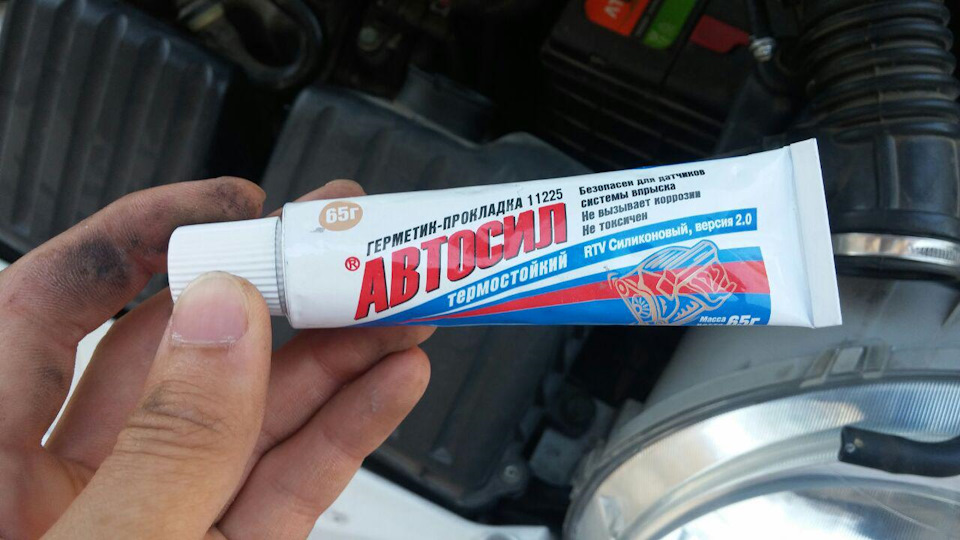 65г
ГЕРМЕТИК-ПРОКЛАДКА 11225
® АВТОСИЛ
термостойкий
Безопасен для датчиков
системы впрыска
Не вызывает коррозии
Не токсичен
RTV Силиконовый, версия 2.0
Масса
65г